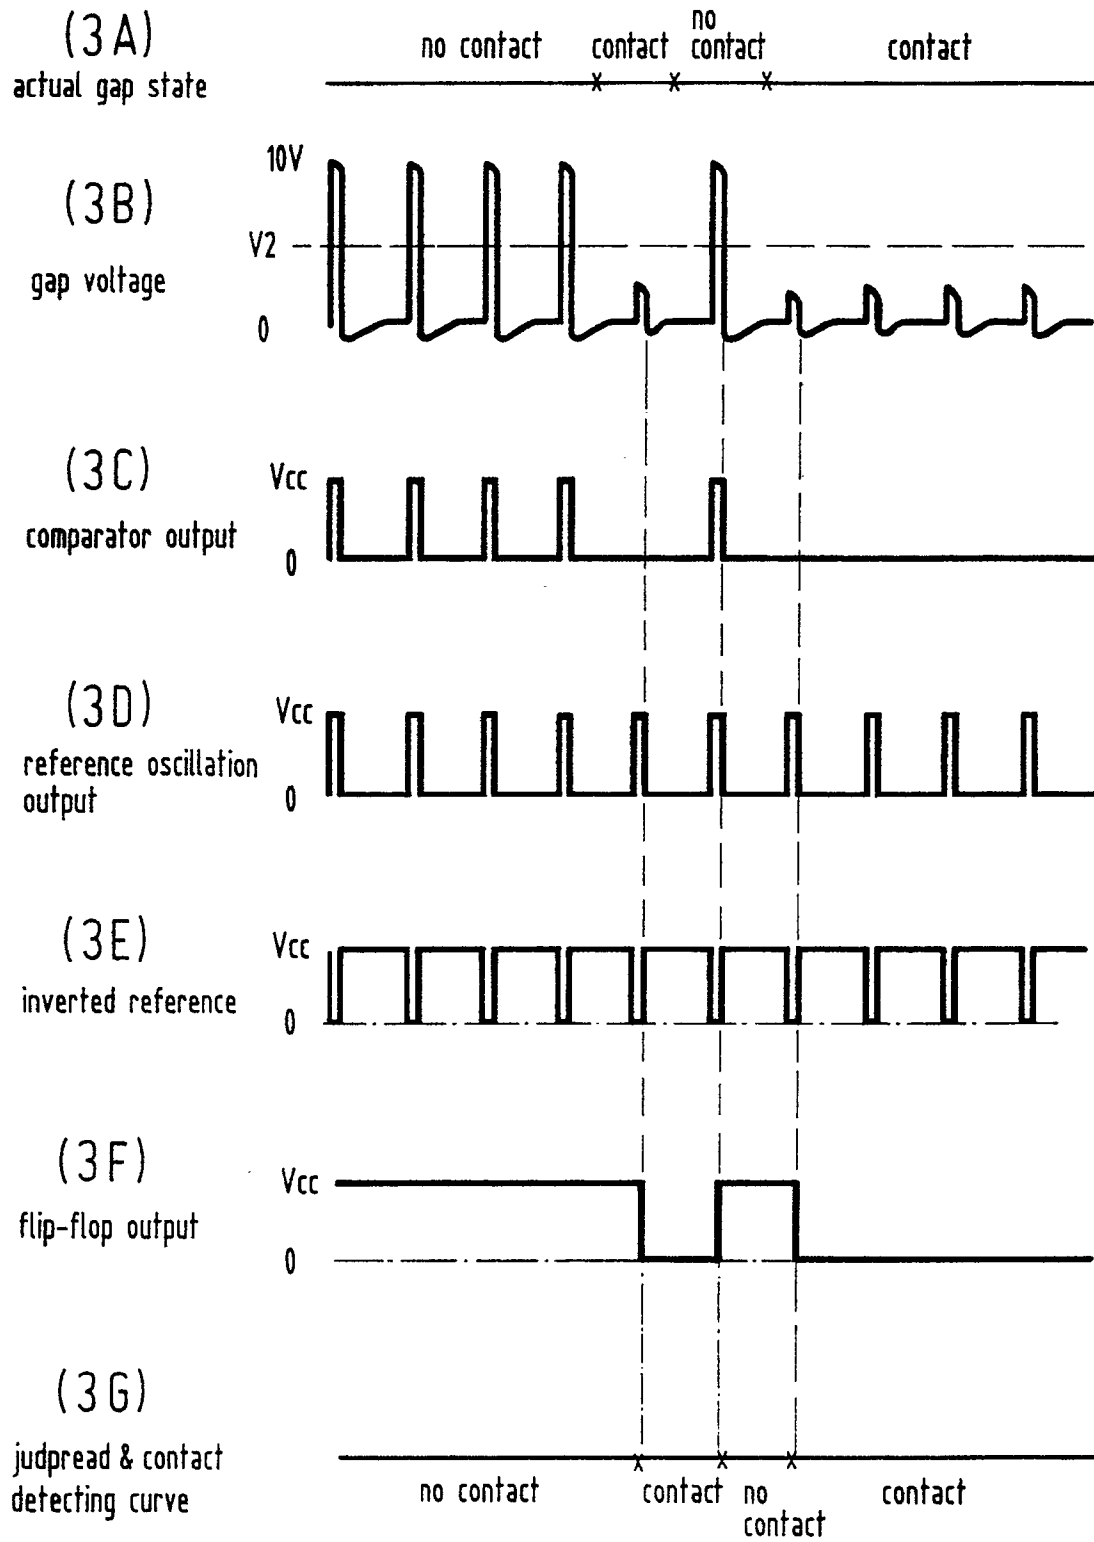 (3A)
actual gap state
no contact
contact
no
contact
contact
(3B)
gap voltage
10V
V2
0
(3C)
comparator output
Vcc
0
(3D)
reference oscillation
output
Vcc
0
(3E)
inverted reference
Vcc
0
(3F)
flip-flop output
Vcc
0
(3G)
judpread & contact
detecting curve
no contact
contact
no
contact
contact